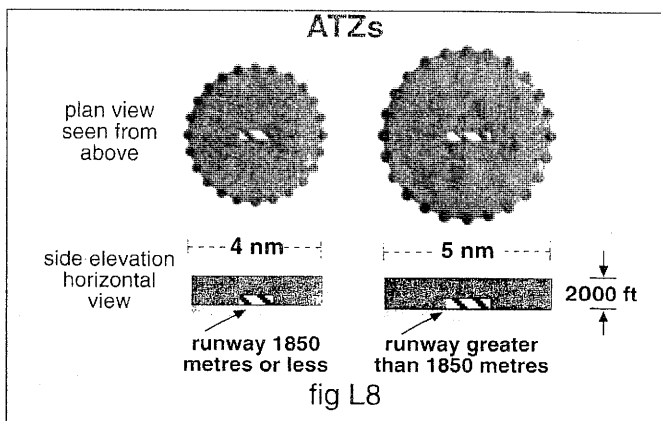 ATZs
plan view
seen from
above
4 nm
5 nm
side elevation
horizontal
view
2000 ft
runway 1850
metres or less
runway greater
than 1850 metres
fig L8